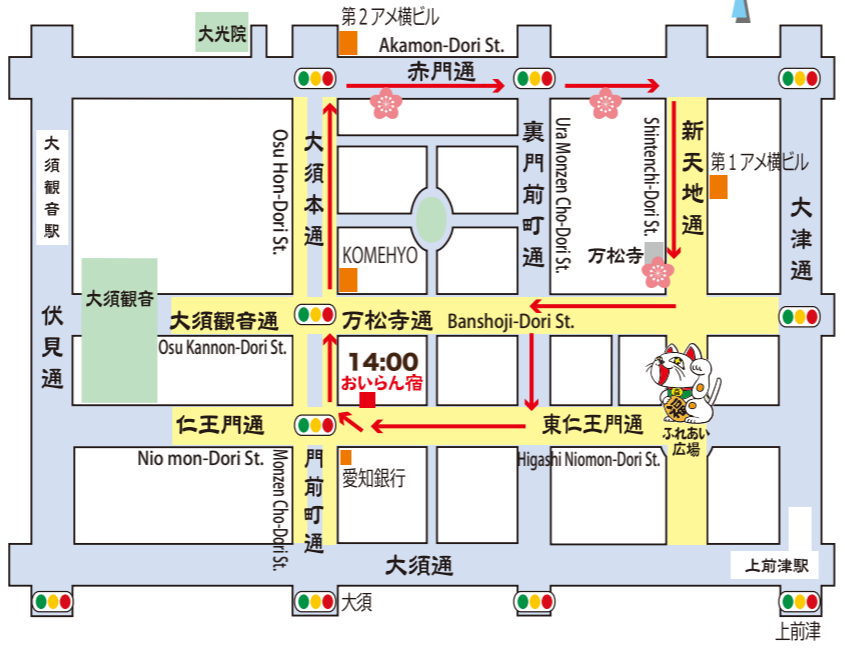 第2アメ横ビル
大光院
Akamon-Dori St.
赤門通
大須観音駅
大須本通
Osu Hon-Dori St.
裏門前町通
Ura Monzen Cho-Dori St.
Shintenchi-Dori St.
新天地通
第1アメ横ビル
大津通
万松寺
KOMEHYO
大須観音
伏見通
大須観音通
Osu Kannon-Dori St.
万松寺通
Banshoji-Dori St.
14:00
おいらん宿
仁王門通
Nio mon-Dori St.
東仁王門通
Higashi Niomon-Dori St.
ふれあい
広場
門前町通
Monzen Cho-Dori St.
愛知銀行
大須通
上前津駅
大須
上前津